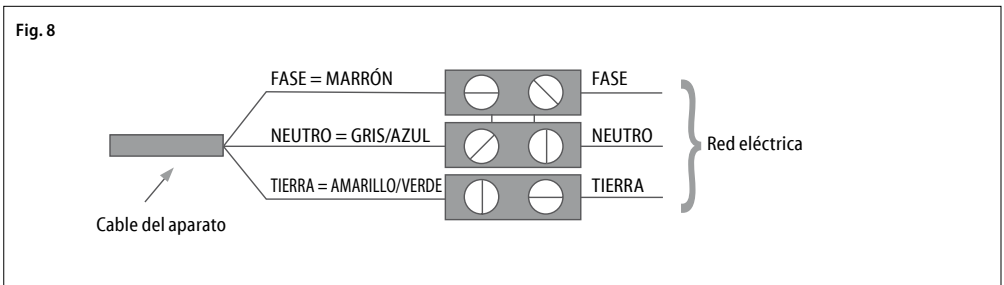 Fig. 8
FASE = MARRÓN
FASE
NEUTRO = GRIS/AZUL
NEUTRO
Red eléctrica
TIERRA = AMARILLO/VERDE
TIERRA
Cable del aparato